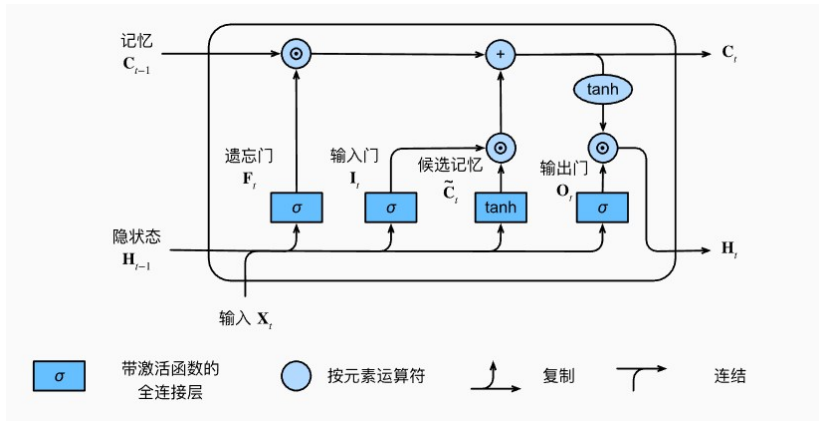 记忆
C_{t-1}
C_t
tanh
遗忘门
F_t
输入门
I_t
候选记忆
C̃_t
输出门
O_t
σ
σ
tanh
σ
隐状态
H_{t-1}
H_t
输入 X_t
σ
带激活函数的
全连接层
按元素运算符
复制
连结